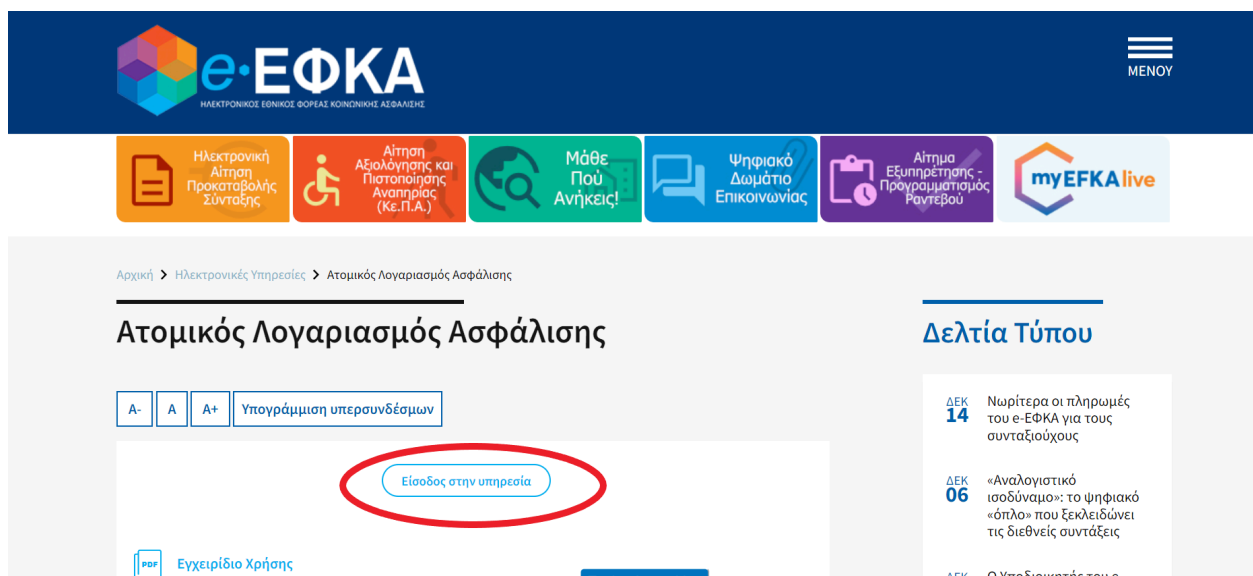 e·ΕΦΚΑ
ΗΛΕΚΤΡΟΝΙΚΟΣ ΕΘΝΙΚΟΣ ΦΟΡΕΑΣ ΚΟΙΝΩΝΙΚΗΣ ΑΣΦΑΛΙΣΗΣ
ΜΕΝΟΥ
Ηλεκτρονική
Αίτηση
Προκαταβολής
Σύνταξης
Αίτηση
Αξιολόγησης και
Πιστοποίησης
Αναπηρίας
(Κε.Π.Α.)
Μάθε
Πού
Ανήκεις!
Ψηφιακό
Δωμάτιο
Επικοινωνίας
Αίτημα
Εξυπηρέτησης -
Προγραμματισμός
Ραντεβού
myEFKAlive
Αρχική > Ηλεκτρονικές Υπηρεσίες > Ατομικός Λογαριασμός Ασφάλισης
Ατομικός Λογαριασμός Ασφάλισης
A- A A+ Υπογράμμιση υπερσυνδέσμων
Είσοδος στην υπηρεσία
PDF Εγχειρίδιο Χρήσης
Δελτία Τύπου
ΔΕΚ
14
Νωρίτερα οι πληρωμές
του e-ΕΦΚΑ για τους
συνταξιούχους
ΔΕΚ
06
«Αναλογιστικό
ισοδύναμο»: το ψηφιακό
«όπλο» που ξεκλειδώνει
τις διεθνείς συντάξεις
ΔΕΚ
Ο Υποδιοικητής του e-